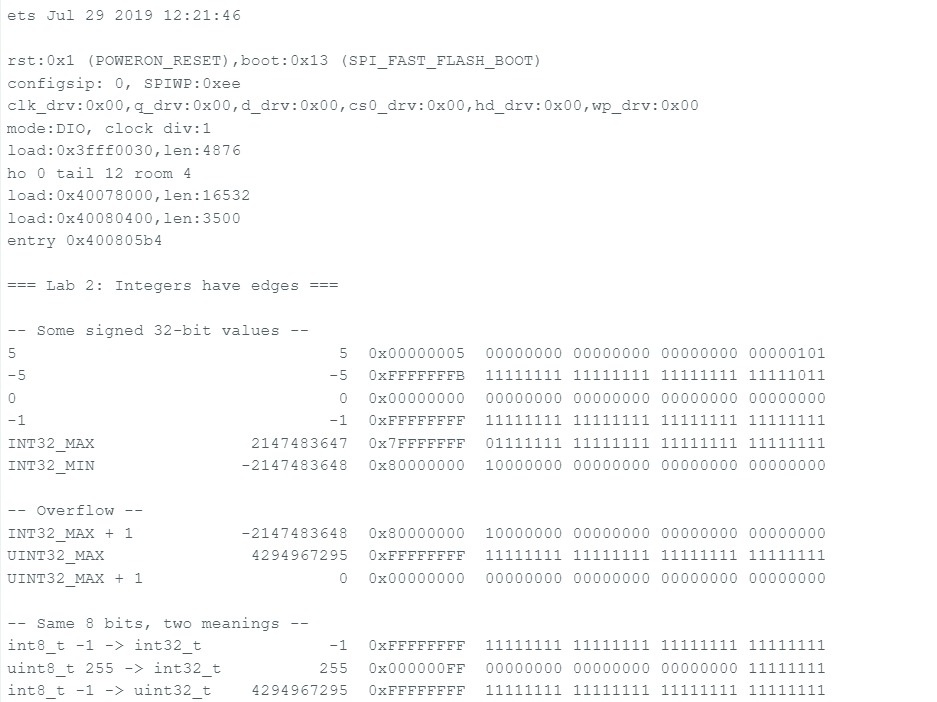 ets Jul 29 2019 12:21:46
rst:0x1 (POWERON_RESET),boot:0x13 (SPI_FAST_FLASH_BOOT)
configsip: 0, SPIWP:0xee
clk_drv:0x00,q_drv:0x00,d_drv:0x00,cs0_drv:0x00,hd_drv:0x00,wp_drv:0x00
mode:DIO, clock div:1
load:0x3fff0030,len:4876
ho 0 tail 12 room 4
load:0x40078000,len:16532
load:0x40080400,len:3500
entry 0x400805b4
=== Lab 2: Integers have edges ===
-- Some signed 32-bit values --
5 5 0x00000005 00000000 00000000 00000000 00000101
-5 -5 0xFFFFFFFB 11111111 11111111 11111111 11111011
0 0 0x00000000 00000000 00000000 00000000 00000000
-1 -1 0xFFFFFFFF 11111111 11111111 11111111 11111111
INT32_MAX 2147483647 0x7FFFFFFF 01111111 11111111 11111111 11111111
INT32_MIN -2147483648 0x80000000 10000000 00000000 00000000 00000000
-- Overflow --
INT32_MAX + 1 -2147483648 0x80000000 10000000 00000000 00000000 00000000
UINT32_MAX 4294967295 0xFFFFFFFF 11111111 11111111 11111111 11111111
UINT32_MAX + 1 0 0x00000000 00000000 00000000 00000000 00000000
-- Same 8 bits, two meanings --
int8_t -1 -> int32_t -1 0xFFFFFFFF 11111111 11111111 11111111 11111111
uint8_t 255 -> int32_t 255 0x000000FF 00000000 00000000 00000000 11111111
int8_t -1 -> uint32_t 4294967295 0xFFFFFFFF 11111111 11111111 11111111 11111111